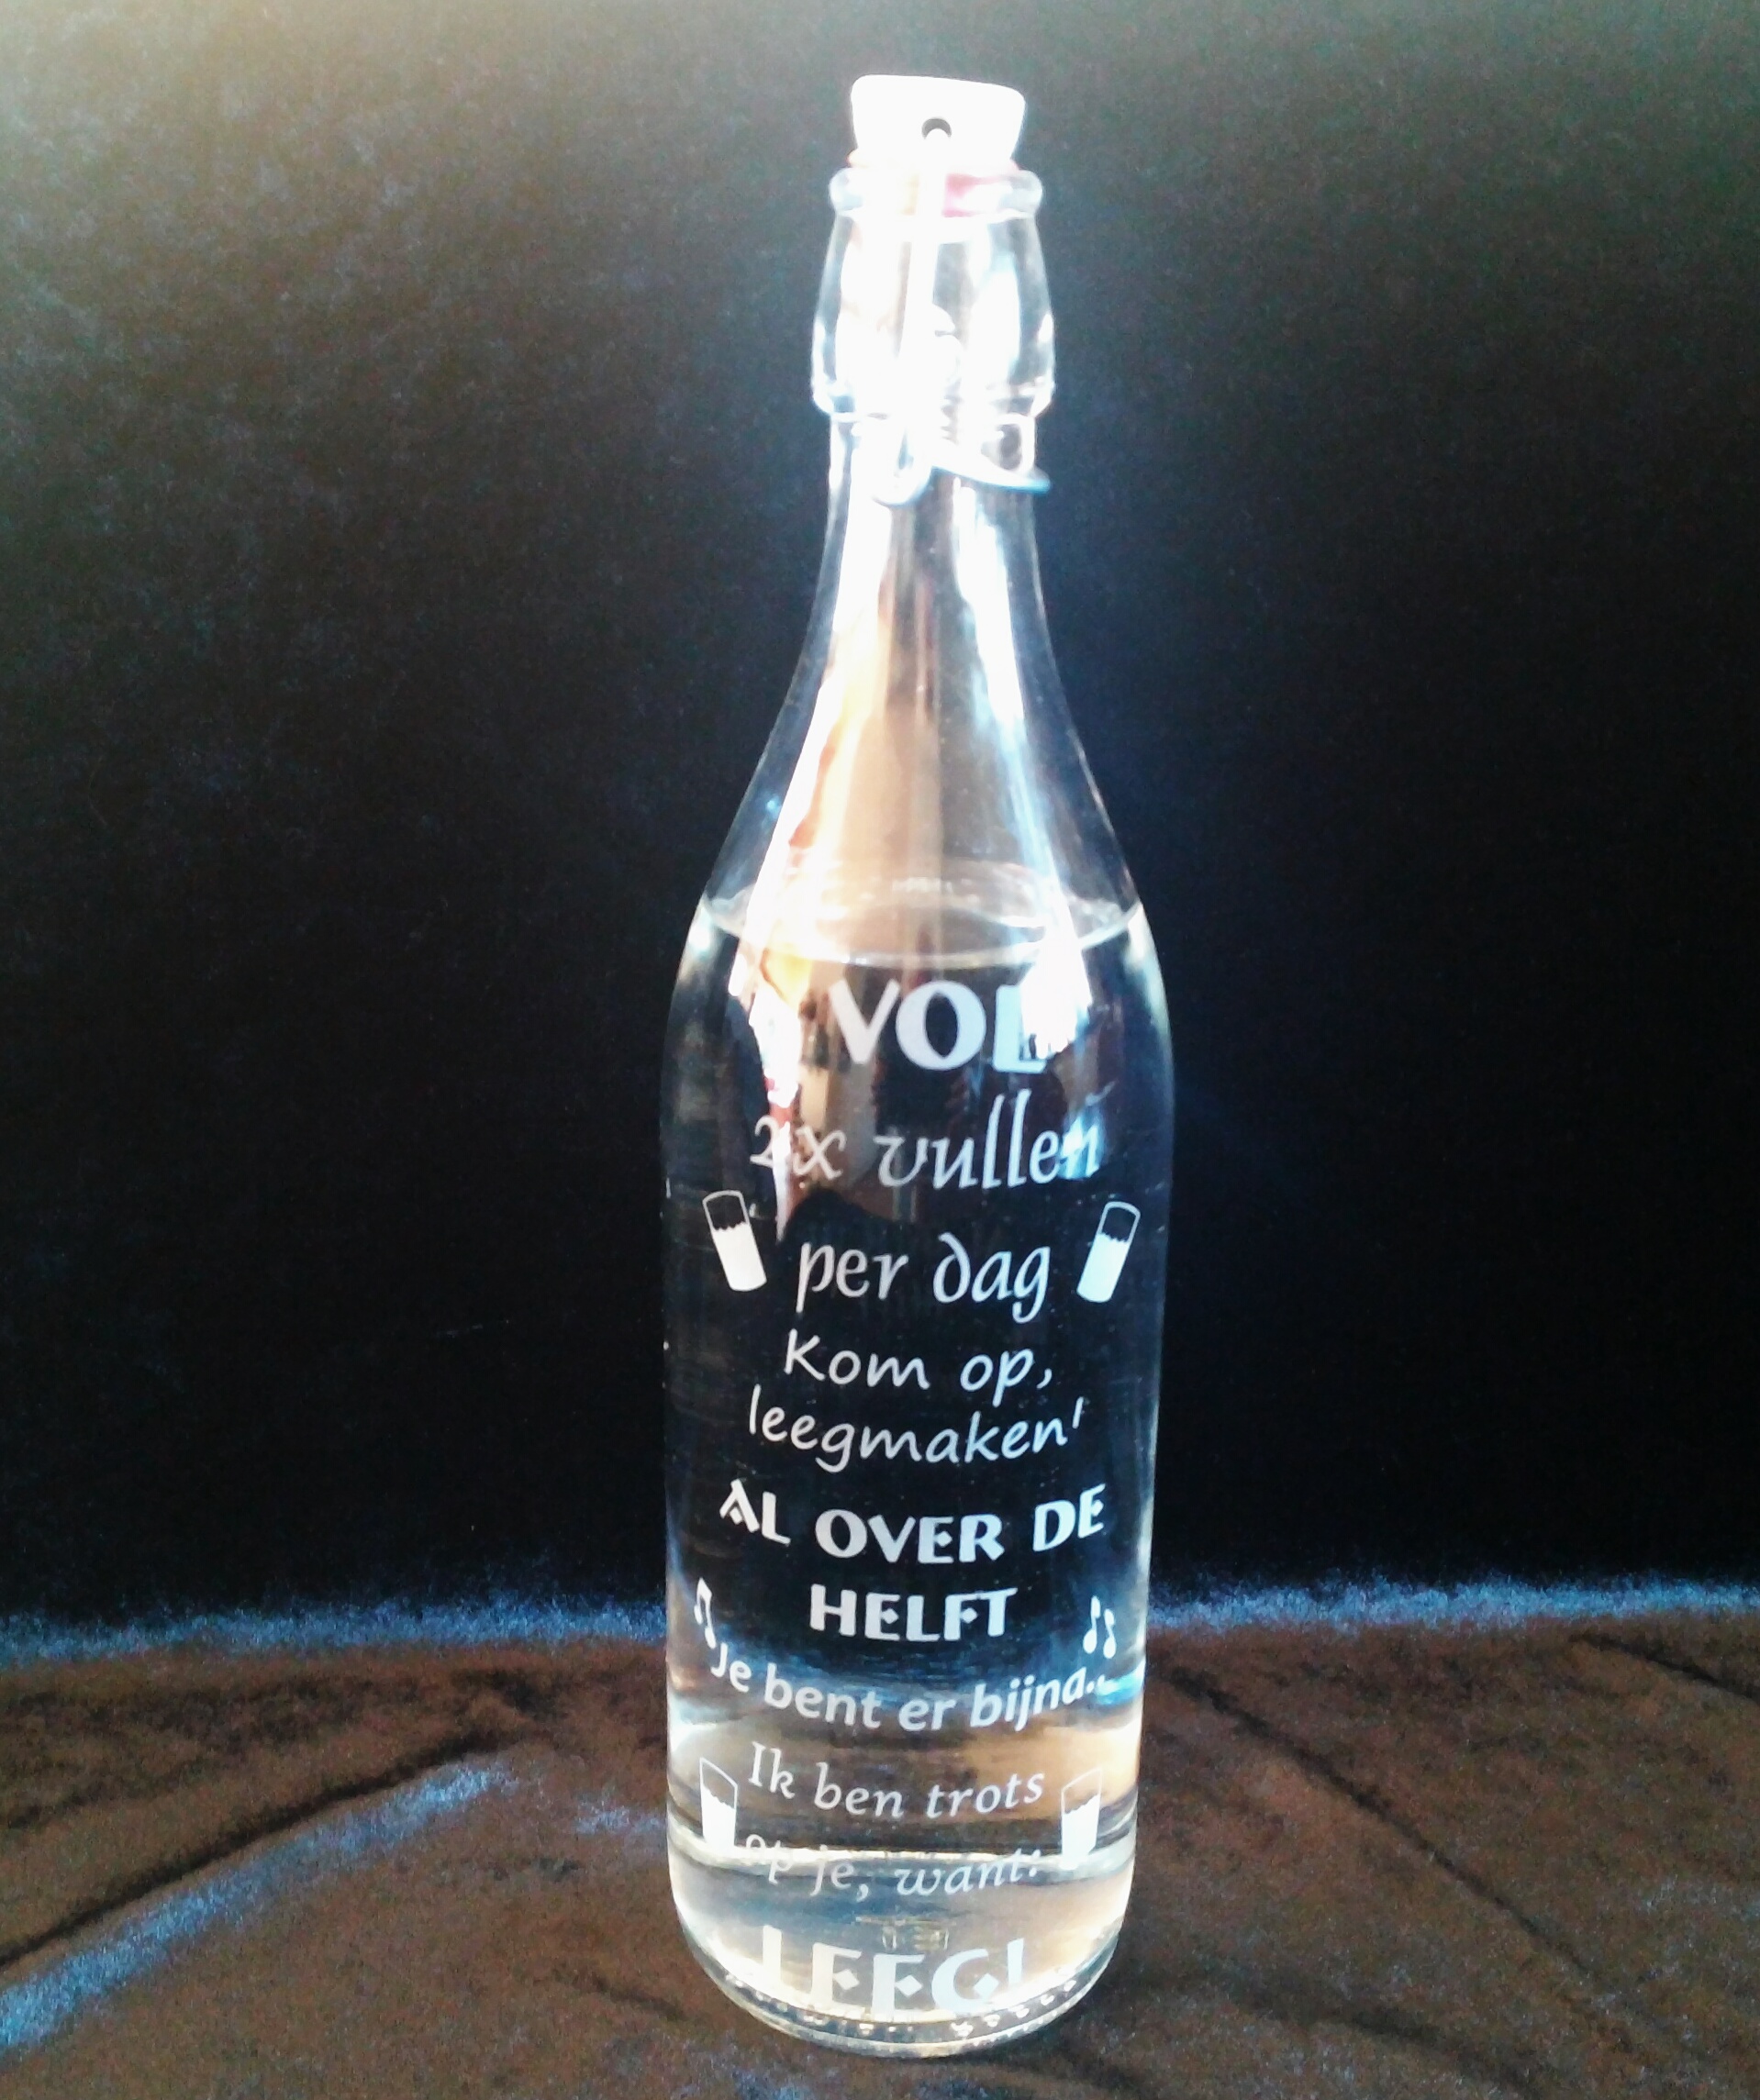 VOL
2x vullen
per dag
Kom op,
leegmaken!
AL OVER DE
HELFT
Je bent er bijna..
Ik ben trots
op je, want:
LEEG!